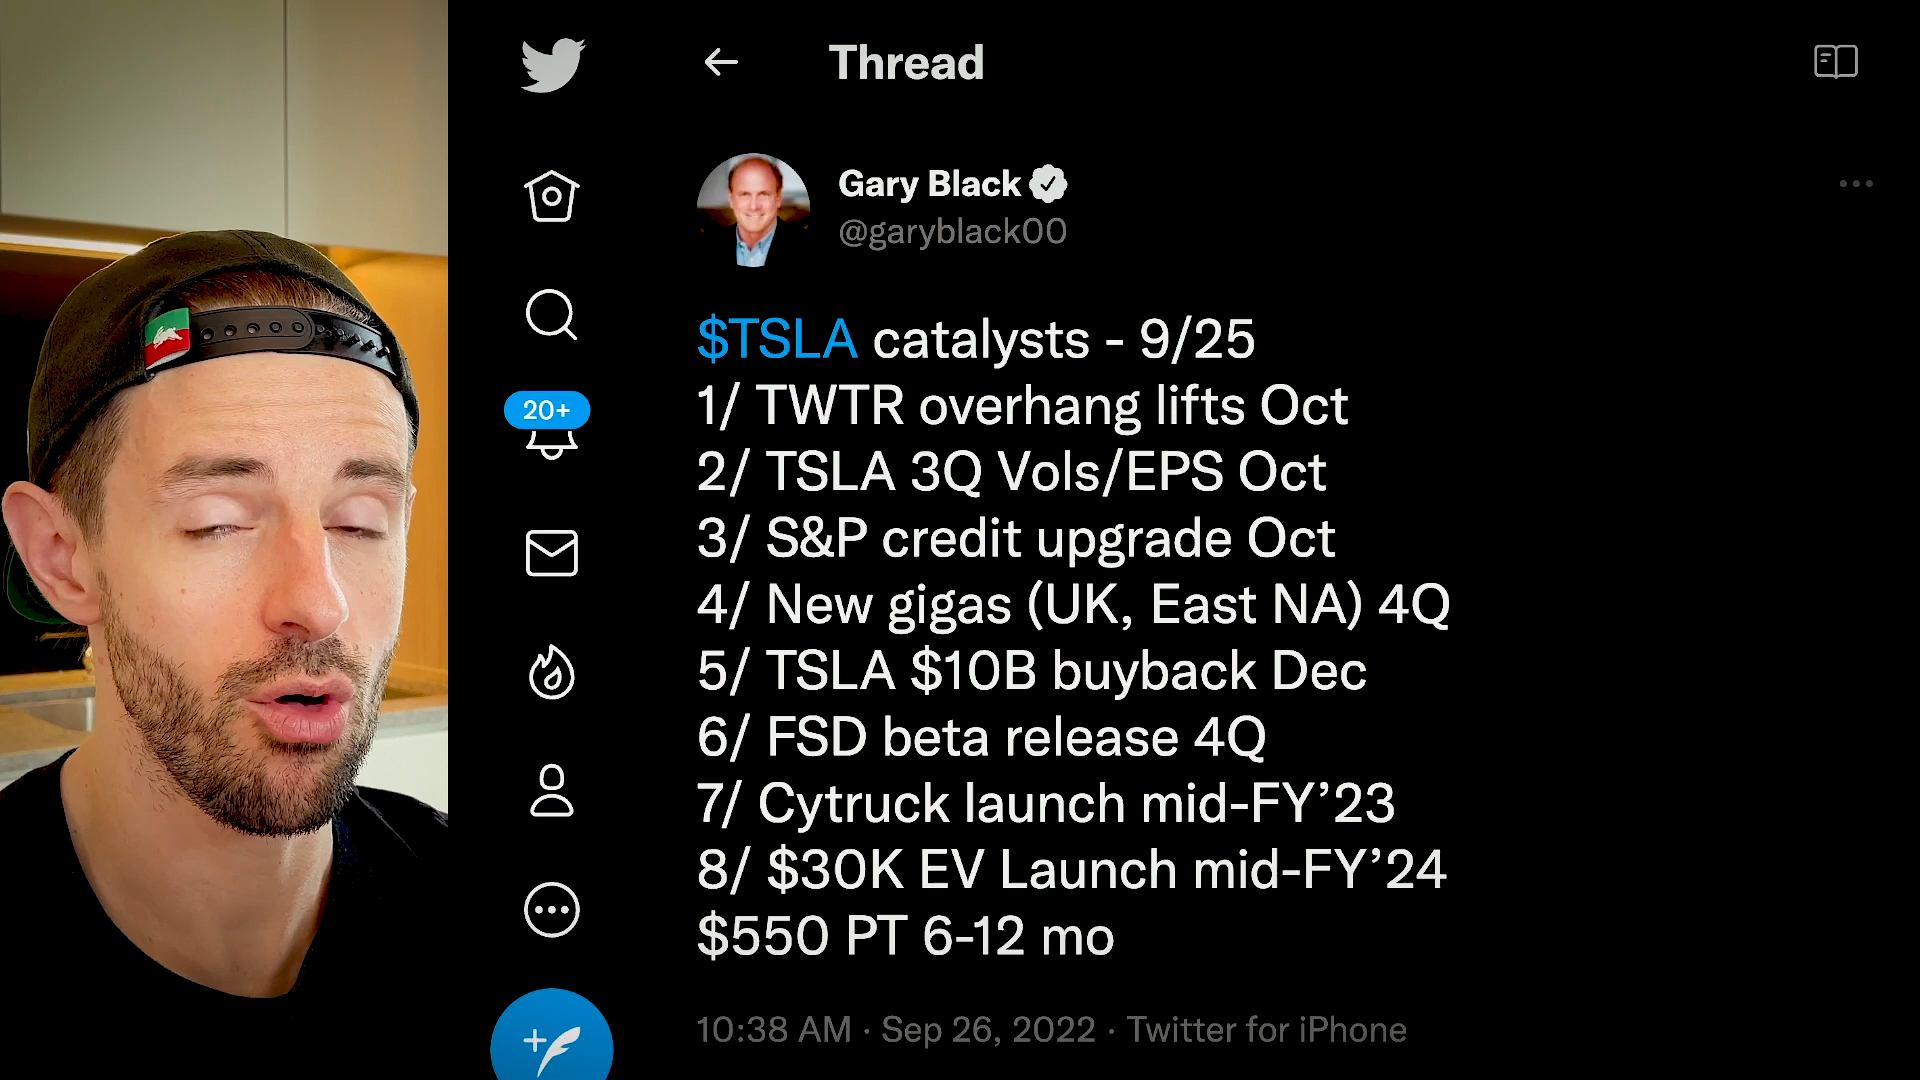 Thread
Gary Black
@garyblack00
$TSLA catalysts - 9/25
1/ TWTR overhang lifts Oct
2/ TSLA 3Q Vols/EPS Oct
3/ S&P credit upgrade Oct
4/ New gigas (UK, East NA) 4Q
5/ TSLA $10B buyback Dec
6/ FSD beta release 4Q
7/ Cytruck launch mid-FY’23
8/ $30K EV Launch mid-FY’24
$550 PT 6-12 mo
10:38 AM · Sep 26, 2022 · Twitter for iPhone
20+